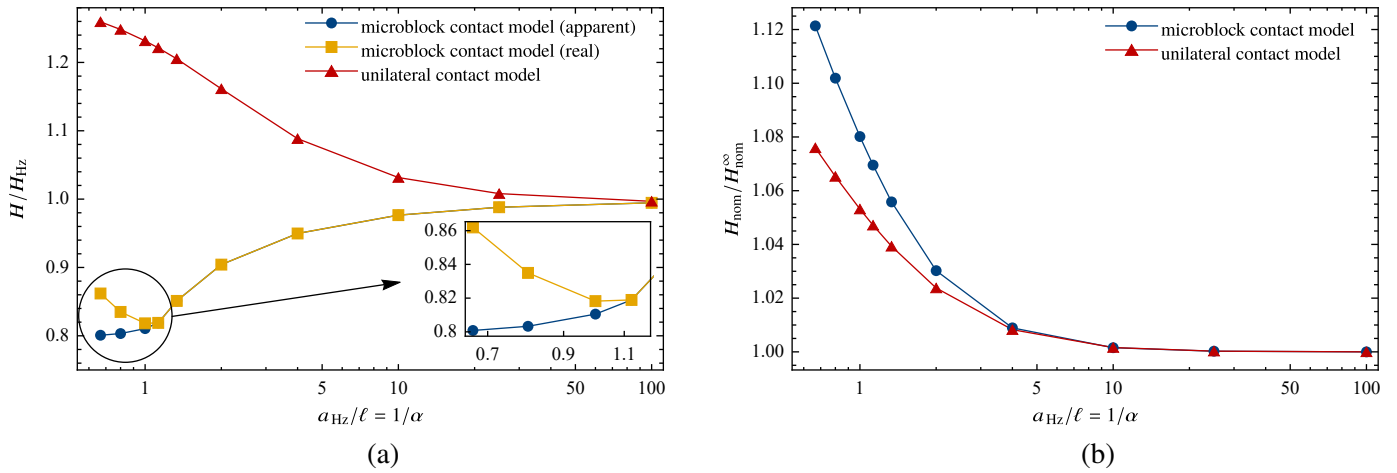 microblock contact model (apparent)
microblock contact model (real)
unilateral contact model
H/H_Hz
1.2
1.1
1.0
0.9
0.8
0.86
0.84
0.82
0.8
0.7 0.9 1.1
1 5 10 50 100
a_Hz/ℓ = 1/α
(a)
microblock contact model
unilateral contact model
H_nom/H_nom^∞
1.12
1.10
1.08
1.06
1.04
1.02
1.00
1 5 10 50 100
a_Hz/ℓ = 1/α
(b)